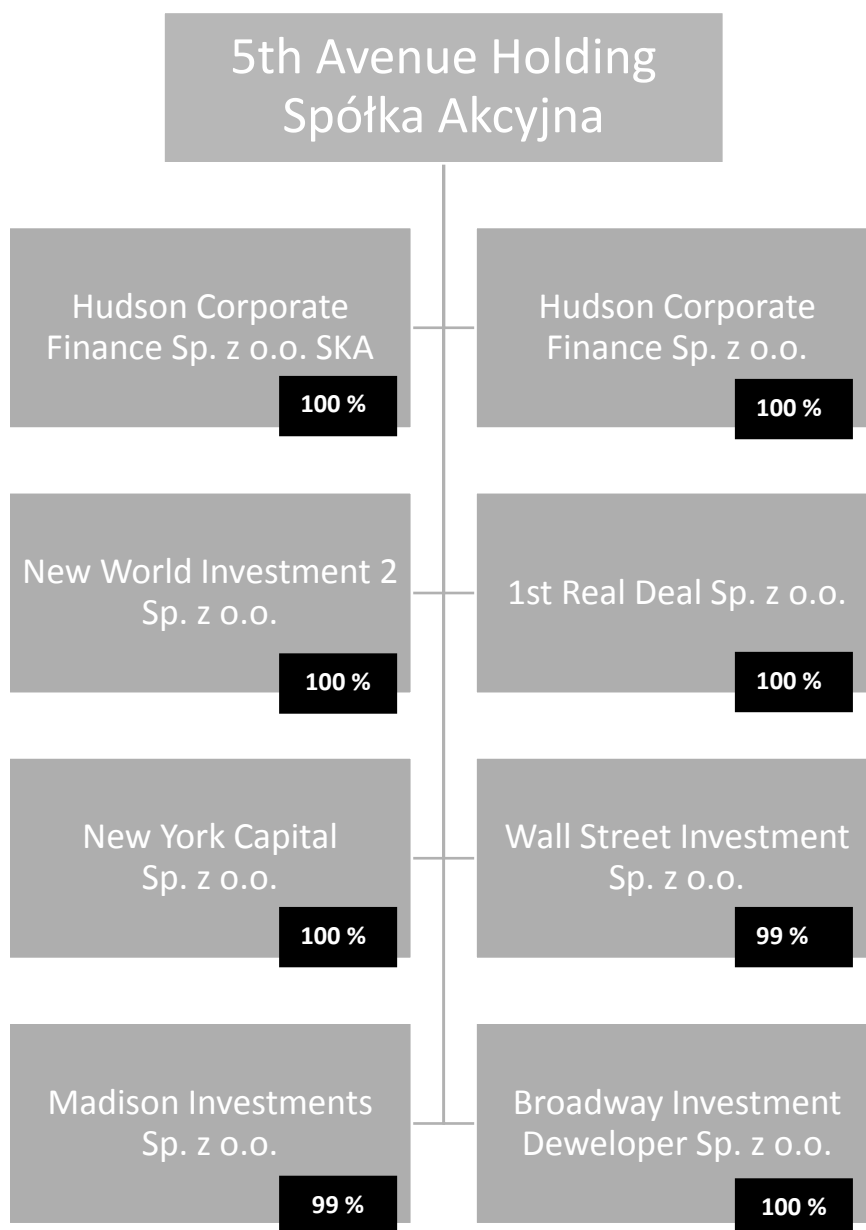 5th Avenue Holding
Spółka Akcyjna
Hudson Corporate
Finance Sp. z o.o. SKA
100 %
Hudson Corporate
Finance Sp. z o.o.
100 %
New World Investment 2
Sp. z o.o.
100 %
1st Real Deal Sp. z o.o.
100 %
New York Capital
Sp. z o.o.
100 %
Wall Street Investment
Sp. z o.o.
99 %
Madison Investments
Sp. z o.o.
99 %
Broadway Investment
Deweloper Sp. z o.o.
100 %